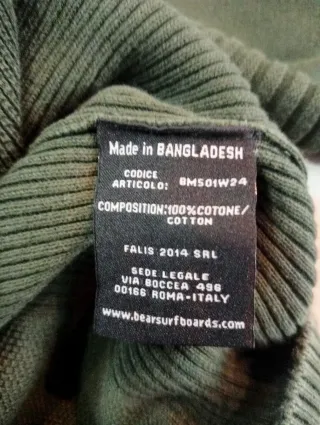 Made in BANGLADESH
CODICE
ARTICOLO: BM501W24
COMPOSITION:100%COTONE/
COTTON
FALIS 2014 SRL
SEDE LEGALE
VIA BOCCEA 496
00166 ROMA-ITALY
www.bearsurfboards.com